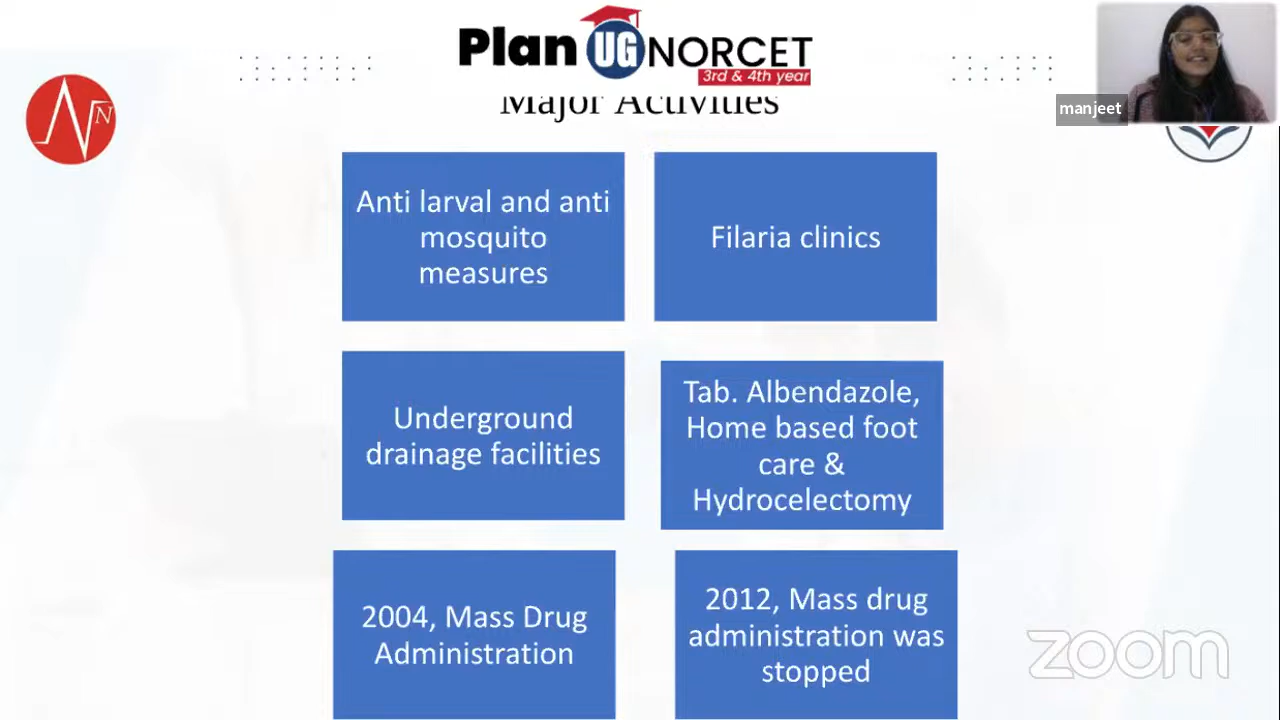 Plan UG NORCET
3rd & 4th year
N
manjeet
Major Activities
Anti larval and anti
mosquito
measures
Filaria clinics
Underground
drainage facilities
Tab. Albendazole,
Home based foot
care &
Hydrocelectomy
2004, Mass Drug
Administration
2012, Mass drug
administration was
stopped
zoom